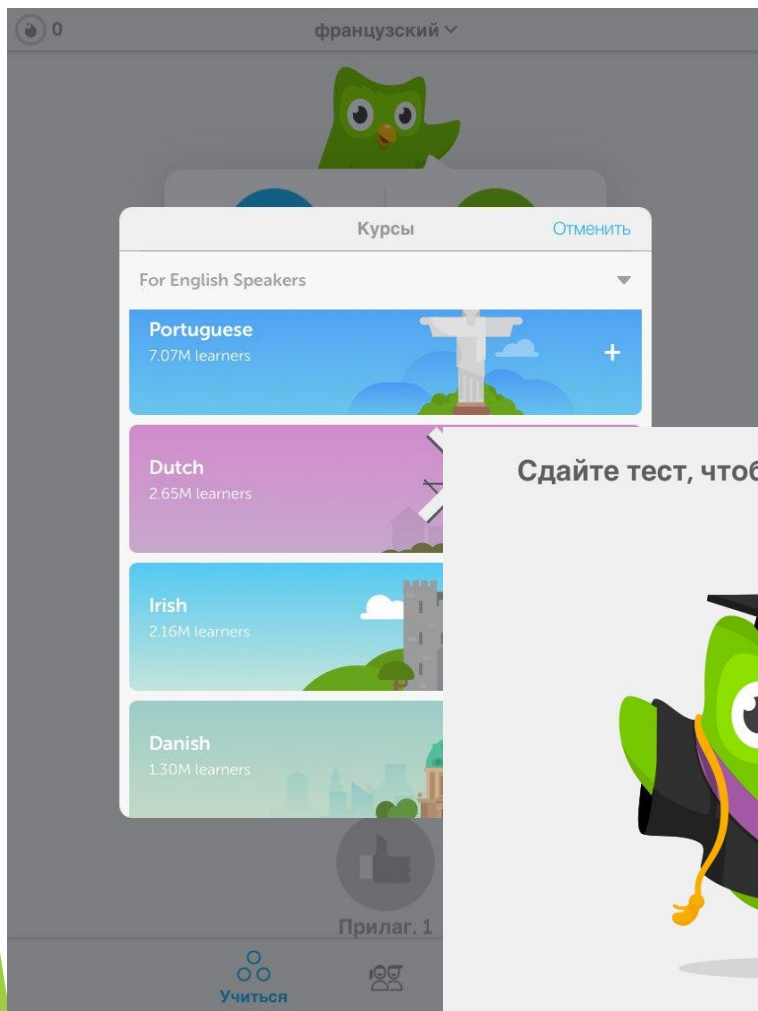 0
французский
Курсы
Отменить
For English Speakers
Portuguese
7.07M learners
+
Dutch
2.65M learners
Irish
2.16M learners
Danish
1.30M learners
Сдайте тест, чтоб
Прилаг. 1
Учиться